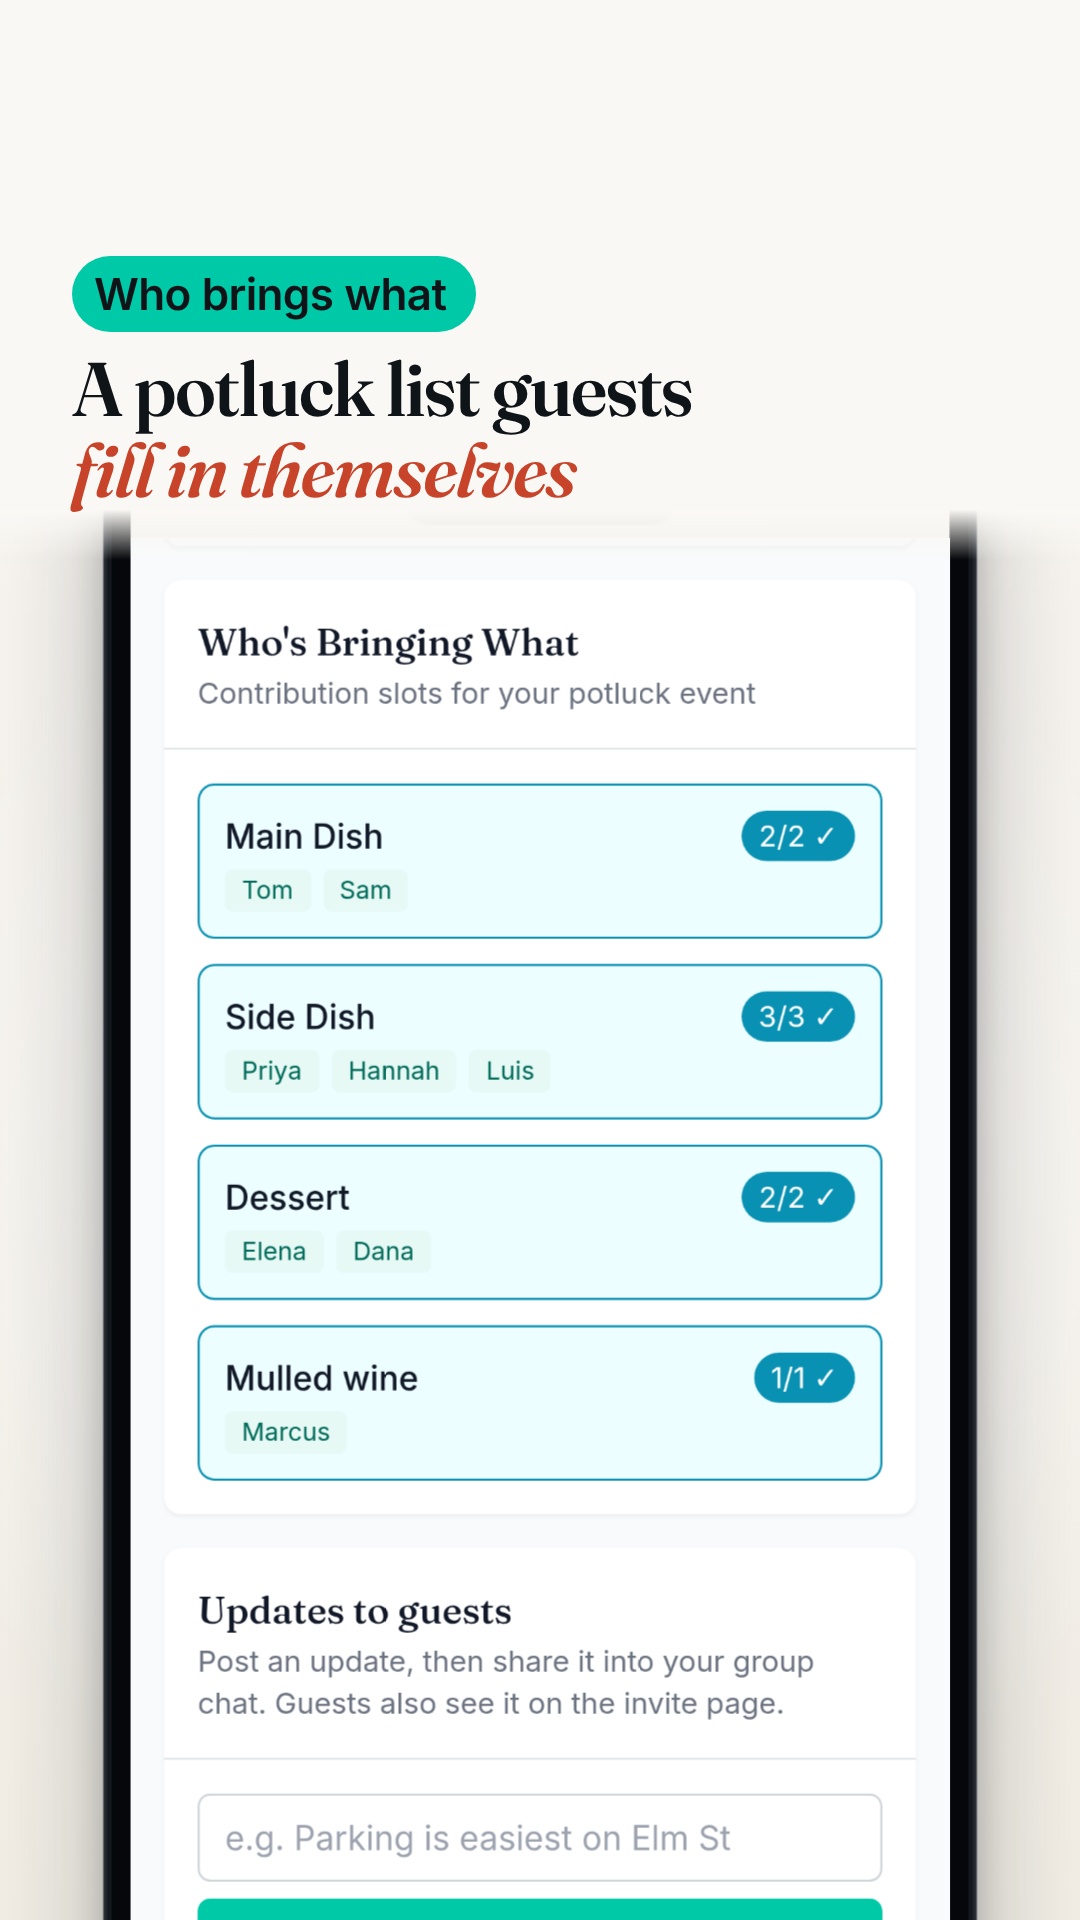 Who brings what
A potluck list guests
fill in themselves
Who's Bringing What
Contribution slots for your potluck event
Main Dish
2/2 ✓
Tom Sam
Side Dish
3/3 ✓
Priya Hannah Luis
Dessert
2/2 ✓
Elena Dana
Mulled wine
1/1 ✓
Marcus
Updates to guests
Post an update, then share it into your group
chat. Guests also see it on the invite page.
e.g. Parking is easiest on Elm St